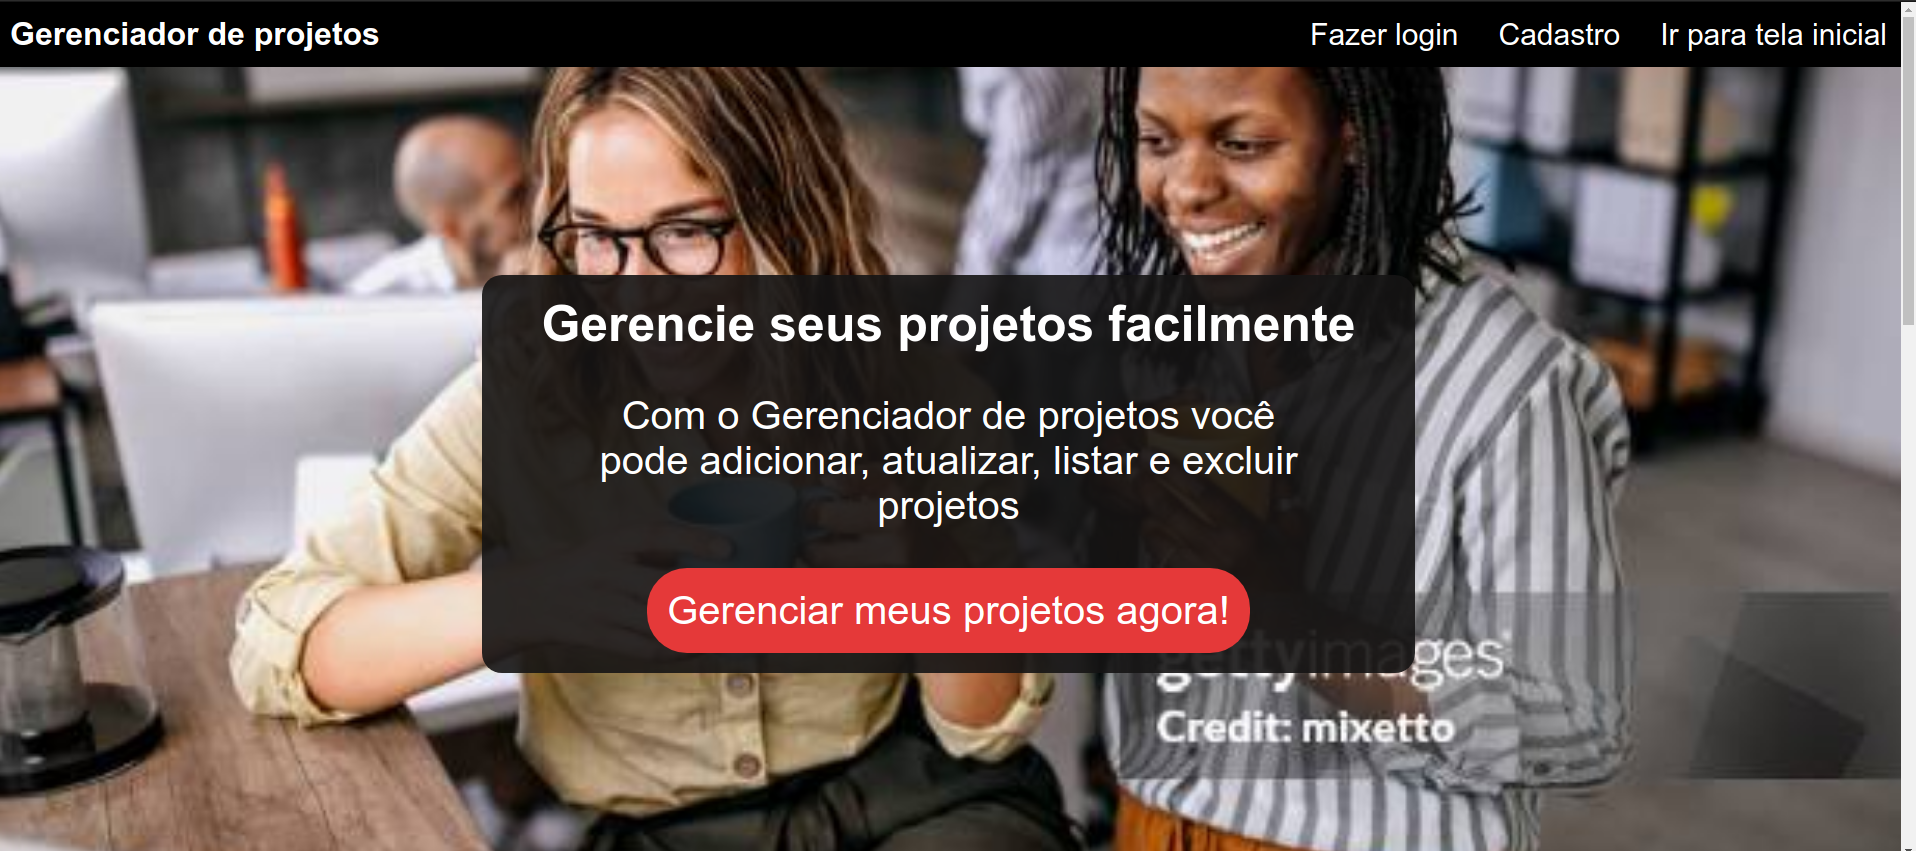 Gerenciador de projetos
Fazer login
Cadastro
Ir para tela inicial
Gerencie seus projetos facilmente
Com o Gerenciador de projetos você
pode adicionar, atualizar, listar e excluir
projetos
Gerenciar meus projetos agora!
gettyimages
Credit: mixetto